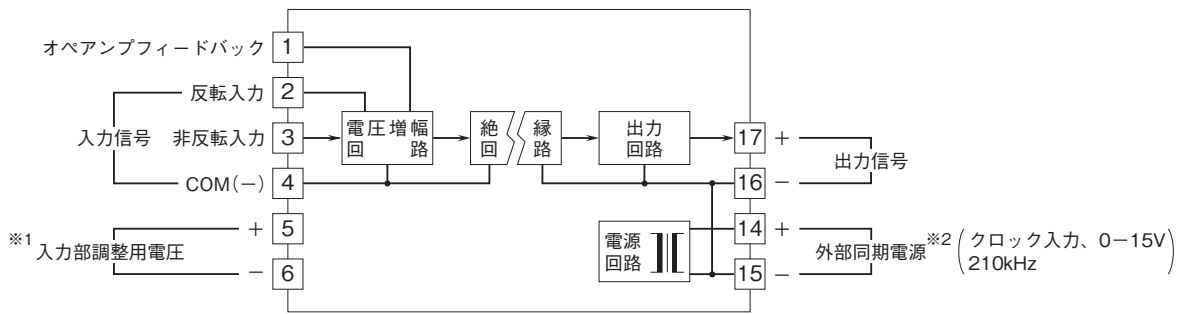 オペアンプフィードバック 1
反転入力 2
入力信号 非反転入力 3
COM(−) 4
※1 入力部調整用電圧
+ 5
− 6
電圧増幅
回路
絶縁
回路
出力
回路
電源
回路
17 +
16 −
出力信号
14 +
15 −
外部同期電源※2 (クロック入力、0−15V
210kHz)